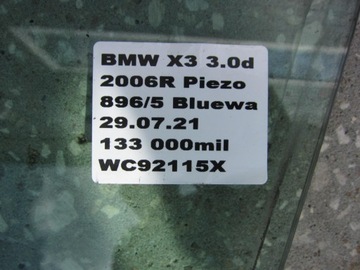 BMW X3 3.0d
2006R Piezo
896/5 Bluewa
29.07.21
133 000mil
WC92115X